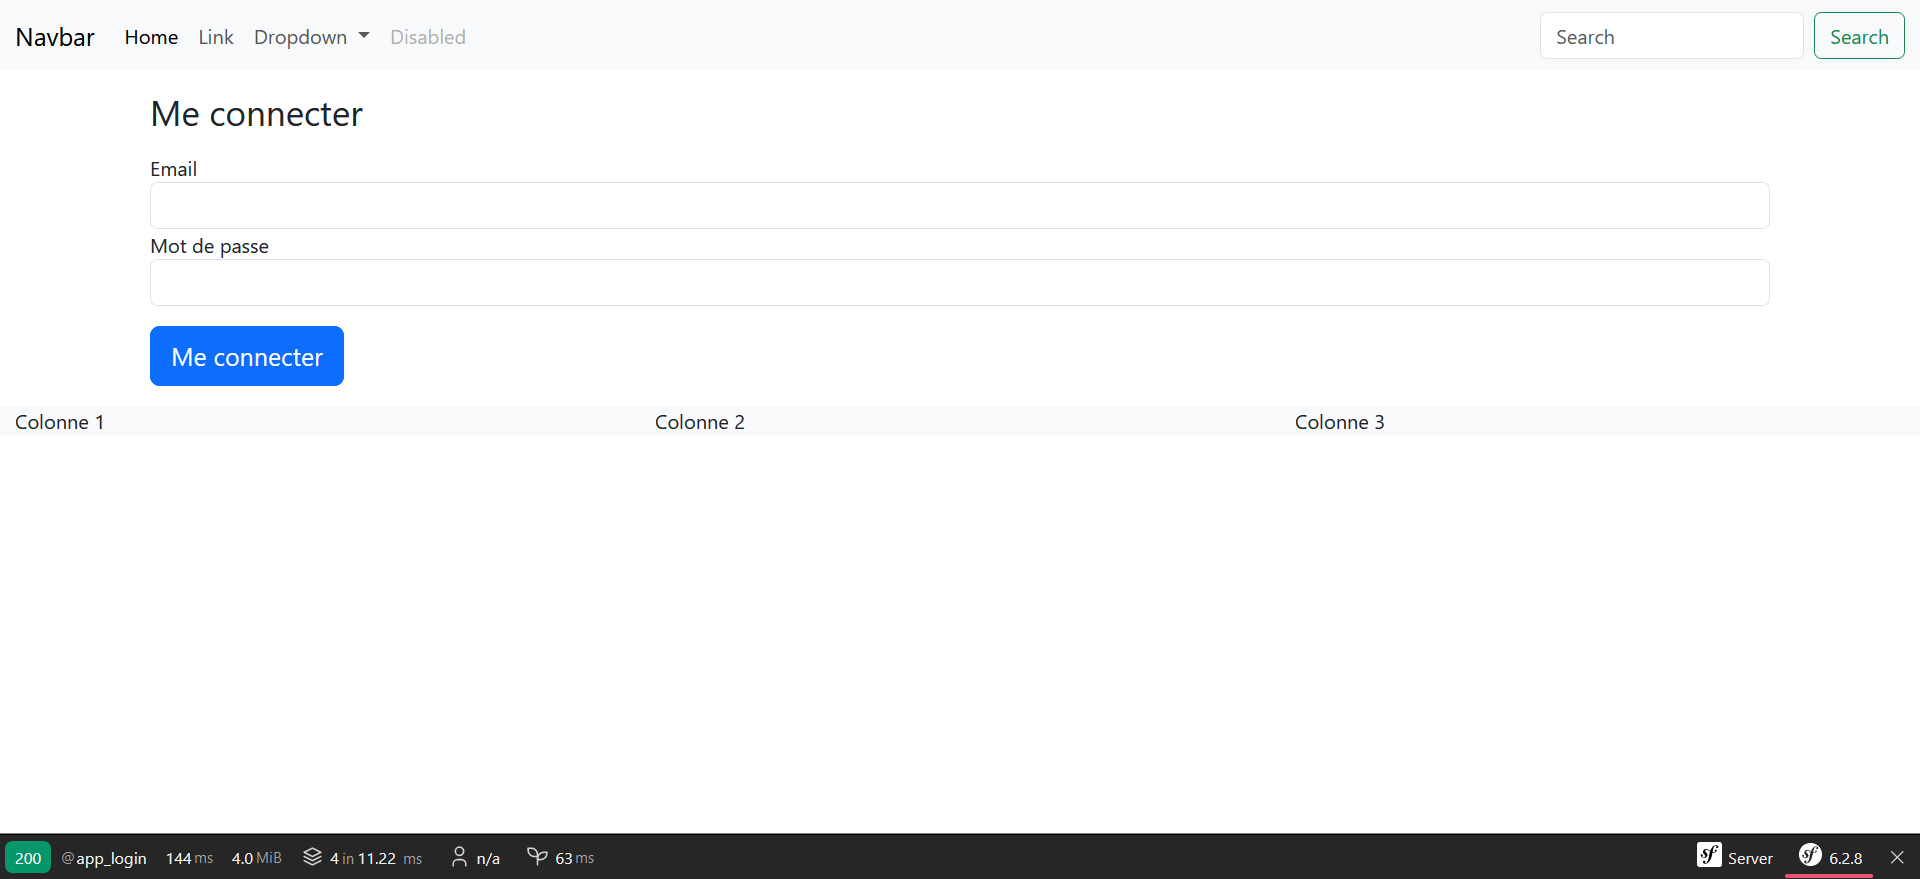 Navbar Home Link Dropdown Disabled Search Search
Me connecter
Email
Mot de passe
Me connecter
Colonne 1 Colonne 2 Colonne 3
200 @app_login 144 ms 4.0 MiB 4 in 11.22 ms n/a 63 ms sf Server sf 6.2.8